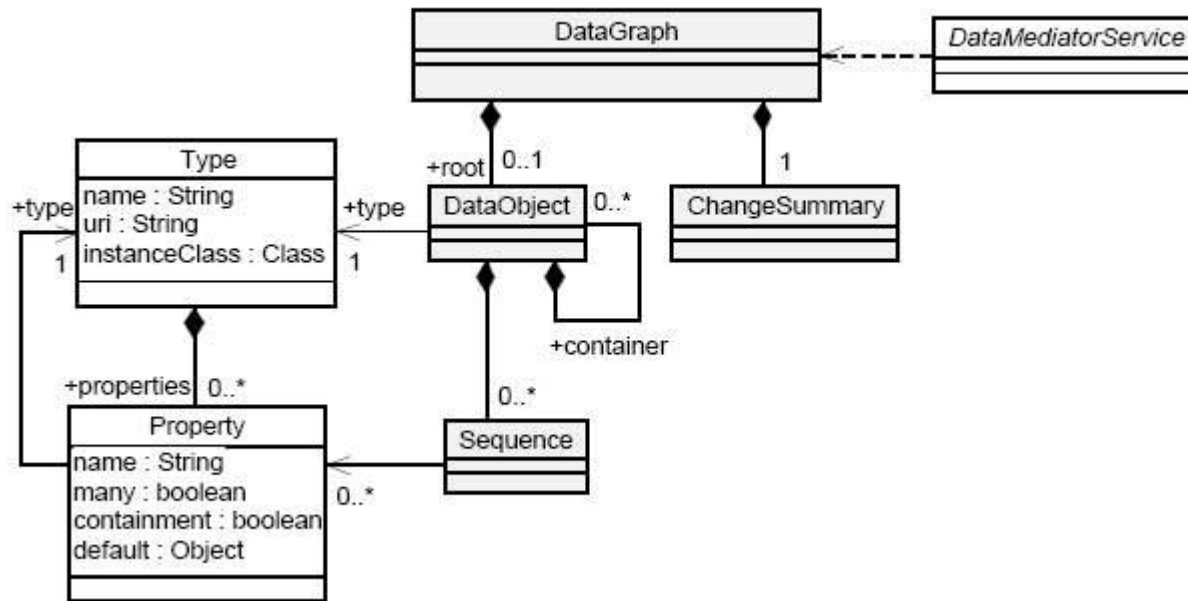 DataGraph
DataMediatorService
Type
name : String
uri : String
instanceClass : Class
+type
1
+type
1
+root
0..1
DataObject
0..*
+container
1
ChangeSummary
+properties
0..*
Property
name : String
many : boolean
containment : boolean
default : Object
0..*
Sequence
0..*